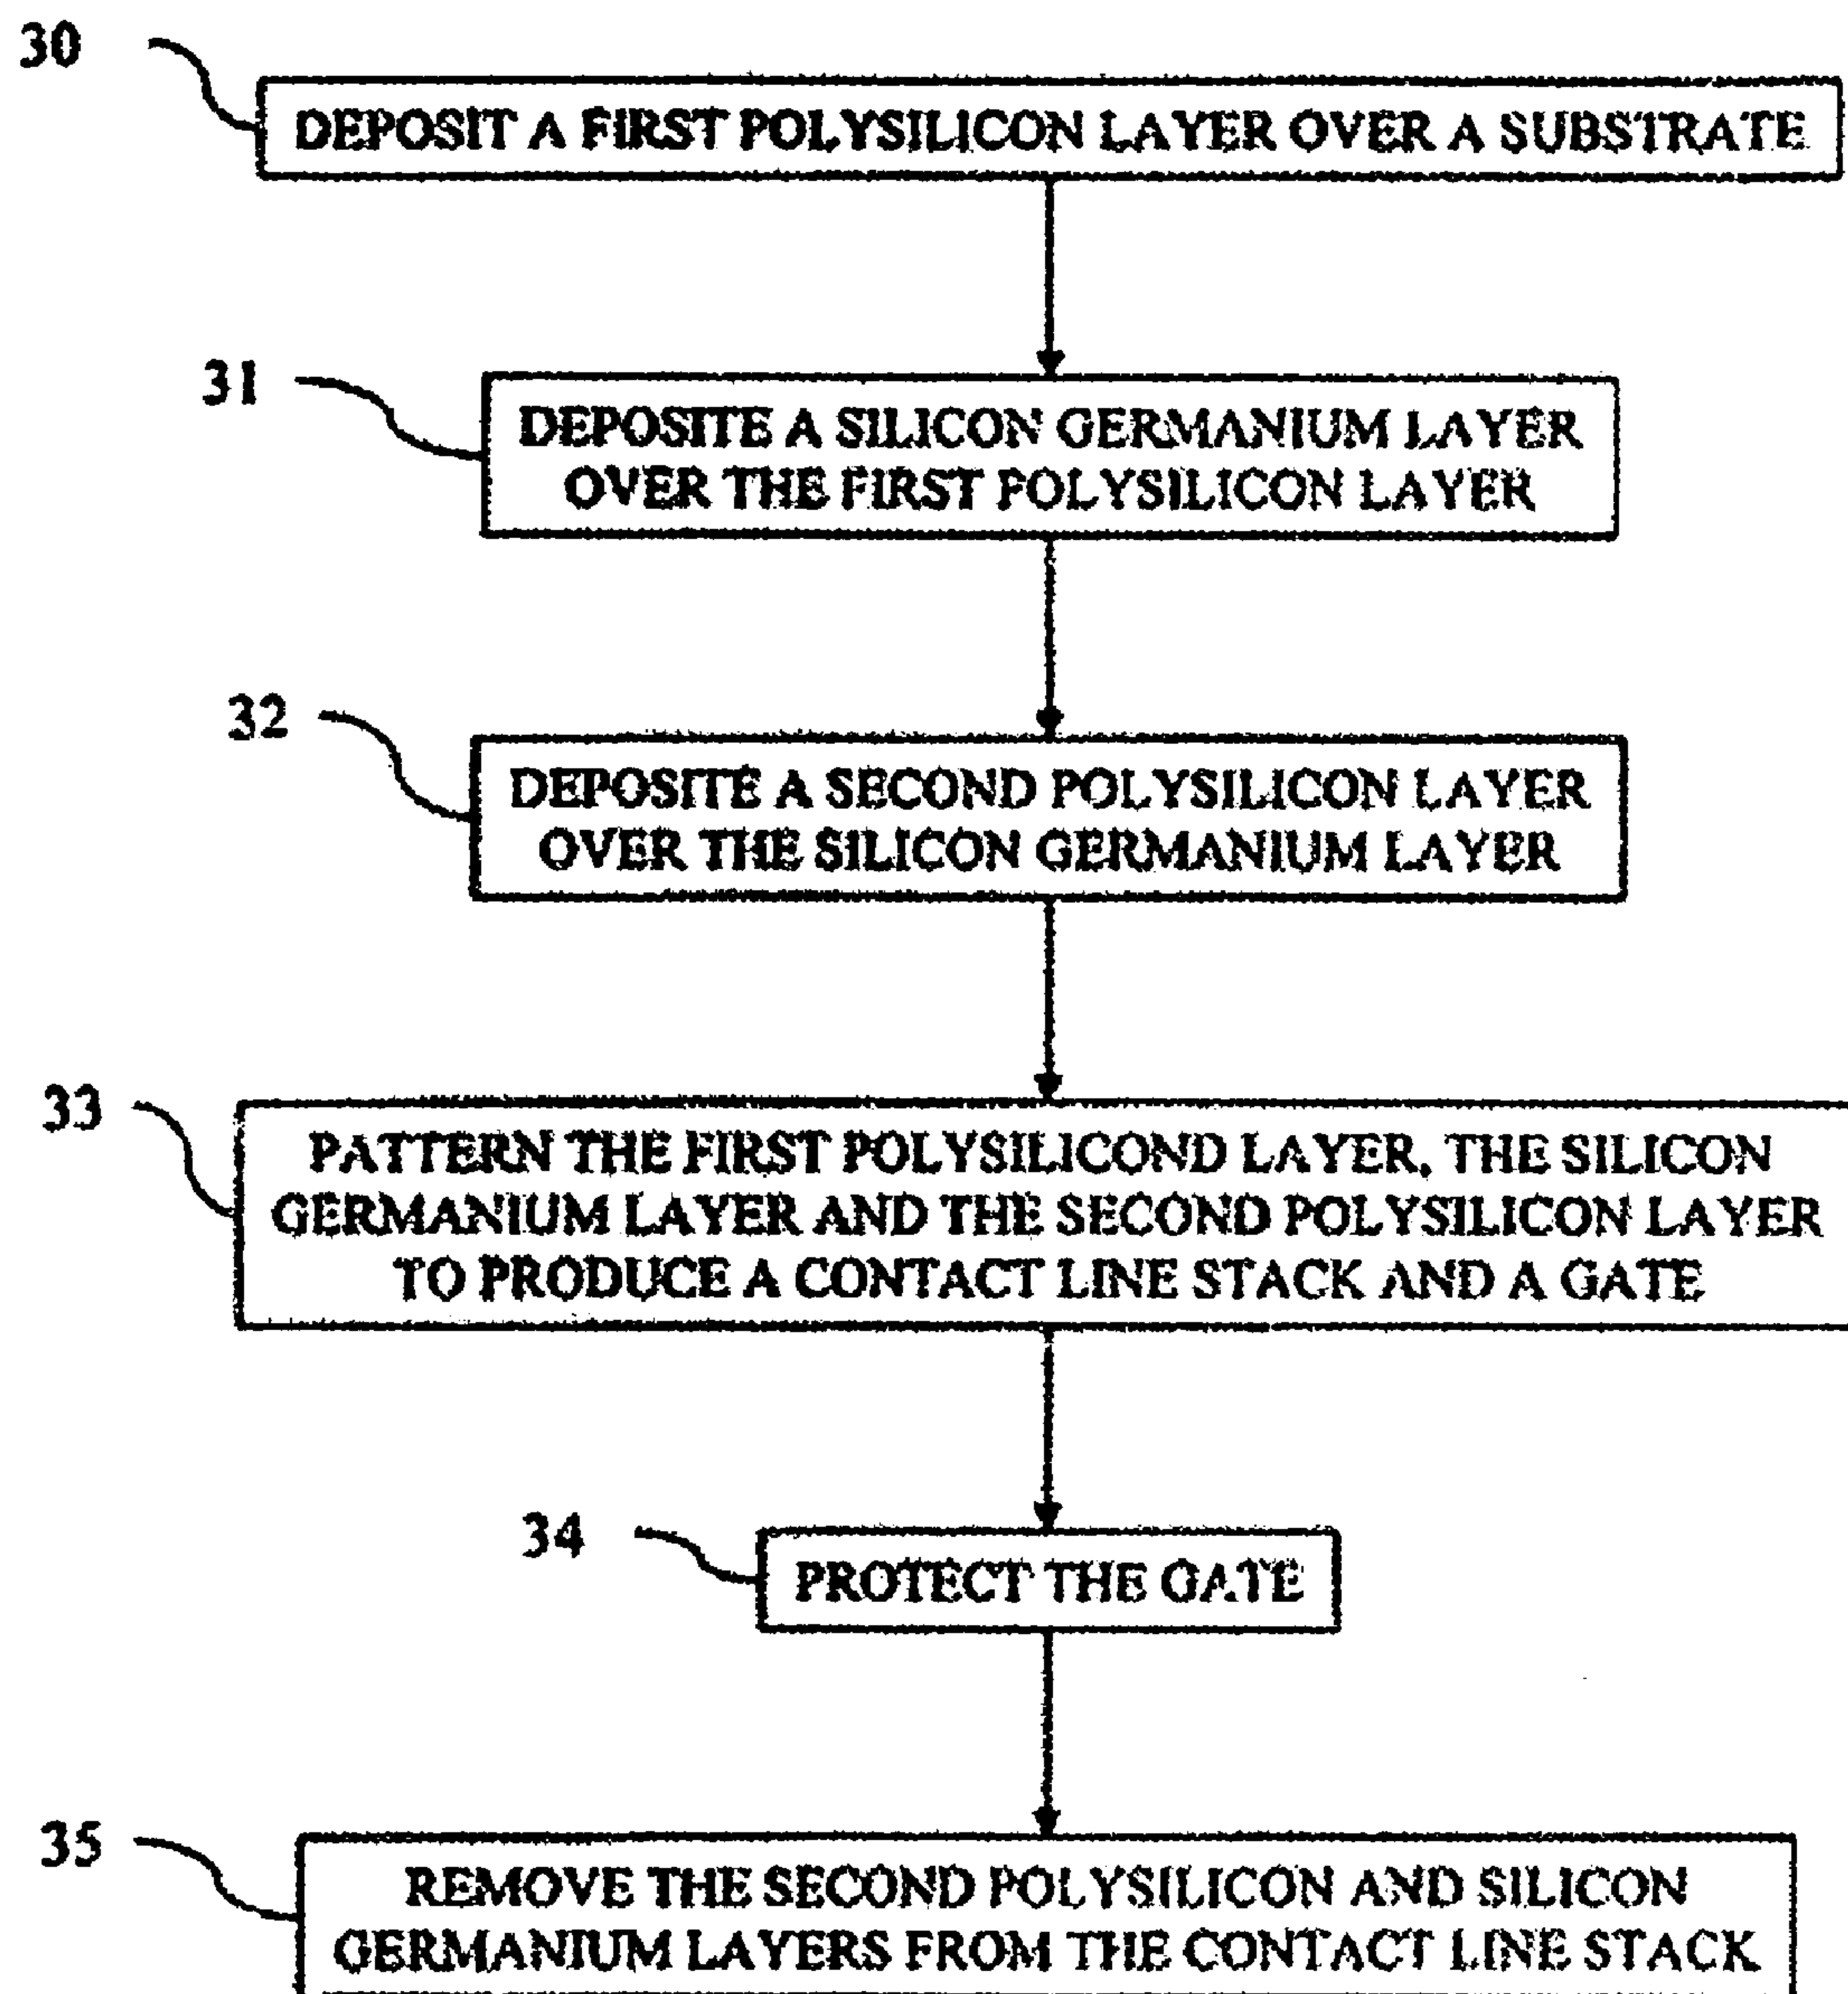 30
DEPOSIT A FIRST POLYSILICON LAYER OVER A SUBSTRATE
31
DEPOSITE A SILICON GERMANIUM LAYER
OVER THE FIRST POLYSILICON LAYER
32
DEPOSITE A SECOND POLYSILICON LAYER
OVER THE SILICON GERMANIUM LAYER
33
PATTERN THE FIRST POLYSILICOND LAYER, THE SILICON
GERMANIUM LAYER AND THE SECOND POLYSILICON LAYER
TO PRODUCE A CONTACT LINE STACK AND A GATE
34
PROTECT THE GATE
35
REMOVE THE SECOND POLYSILICON AND SILICON
GERMANIUM LAYERS FROM THE CONTACT LINE STACK